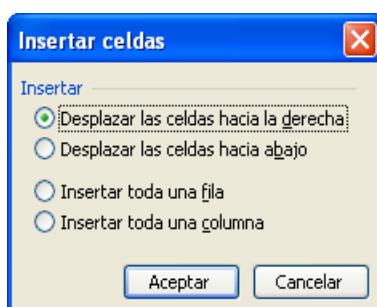 Insertar celdas
Insertar
Desplazar las celdas hacia la derecha
Desplazar las celdas hacia abajo
Insertar toda una fila
Insertar toda una columna
Aceptar
Cancelar